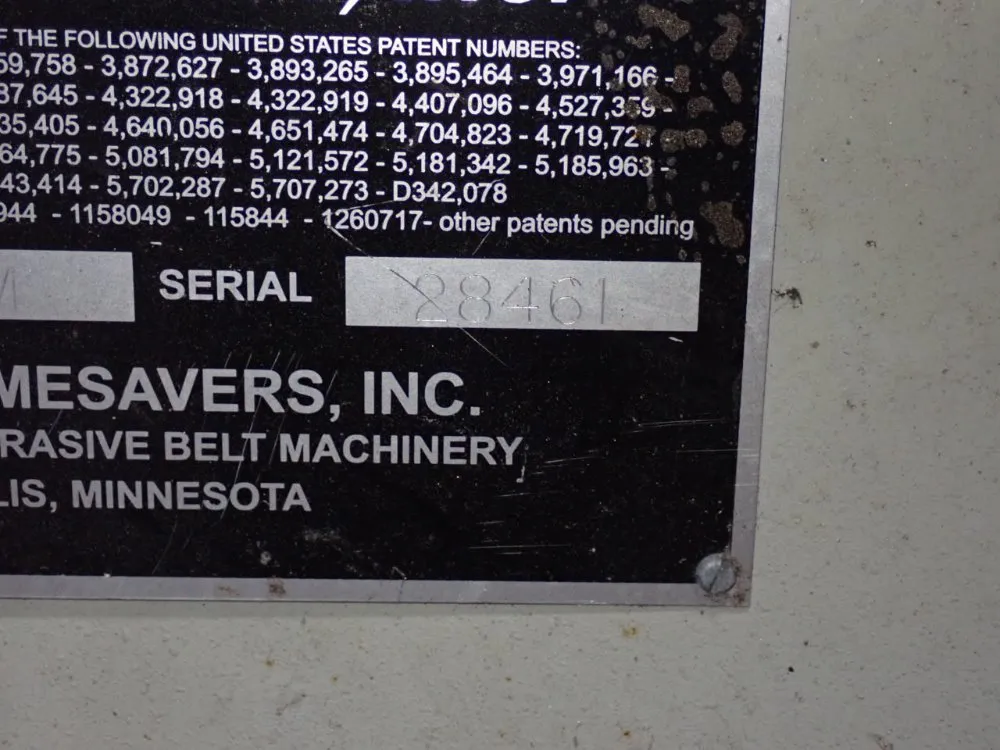 F THE FOLLOWING UNITED STATES PATENT NUMBERS:
59,758 - 3,872,627 - 3,893,265 - 3,895,464 - 3,971,166 -
37,645 - 4,322,918 - 4,322,919 - 4,407,096 - 4,527,359 -
35,405 - 4,640,056 - 4,651,474 - 4,704,823 - 4,719,721
64,775 - 5,081,794 - 5,121,572 - 5,181,342 - 5,185,963 -
43,414 - 5,702,287 - 5,707,273 - D342,078
944 - 1158049 - 115844 - 1260717- other patents pending
M SERIAL 28461
MESAVERS, INC.
RASIVE BELT MACHINERY
LIS, MINNESOTA